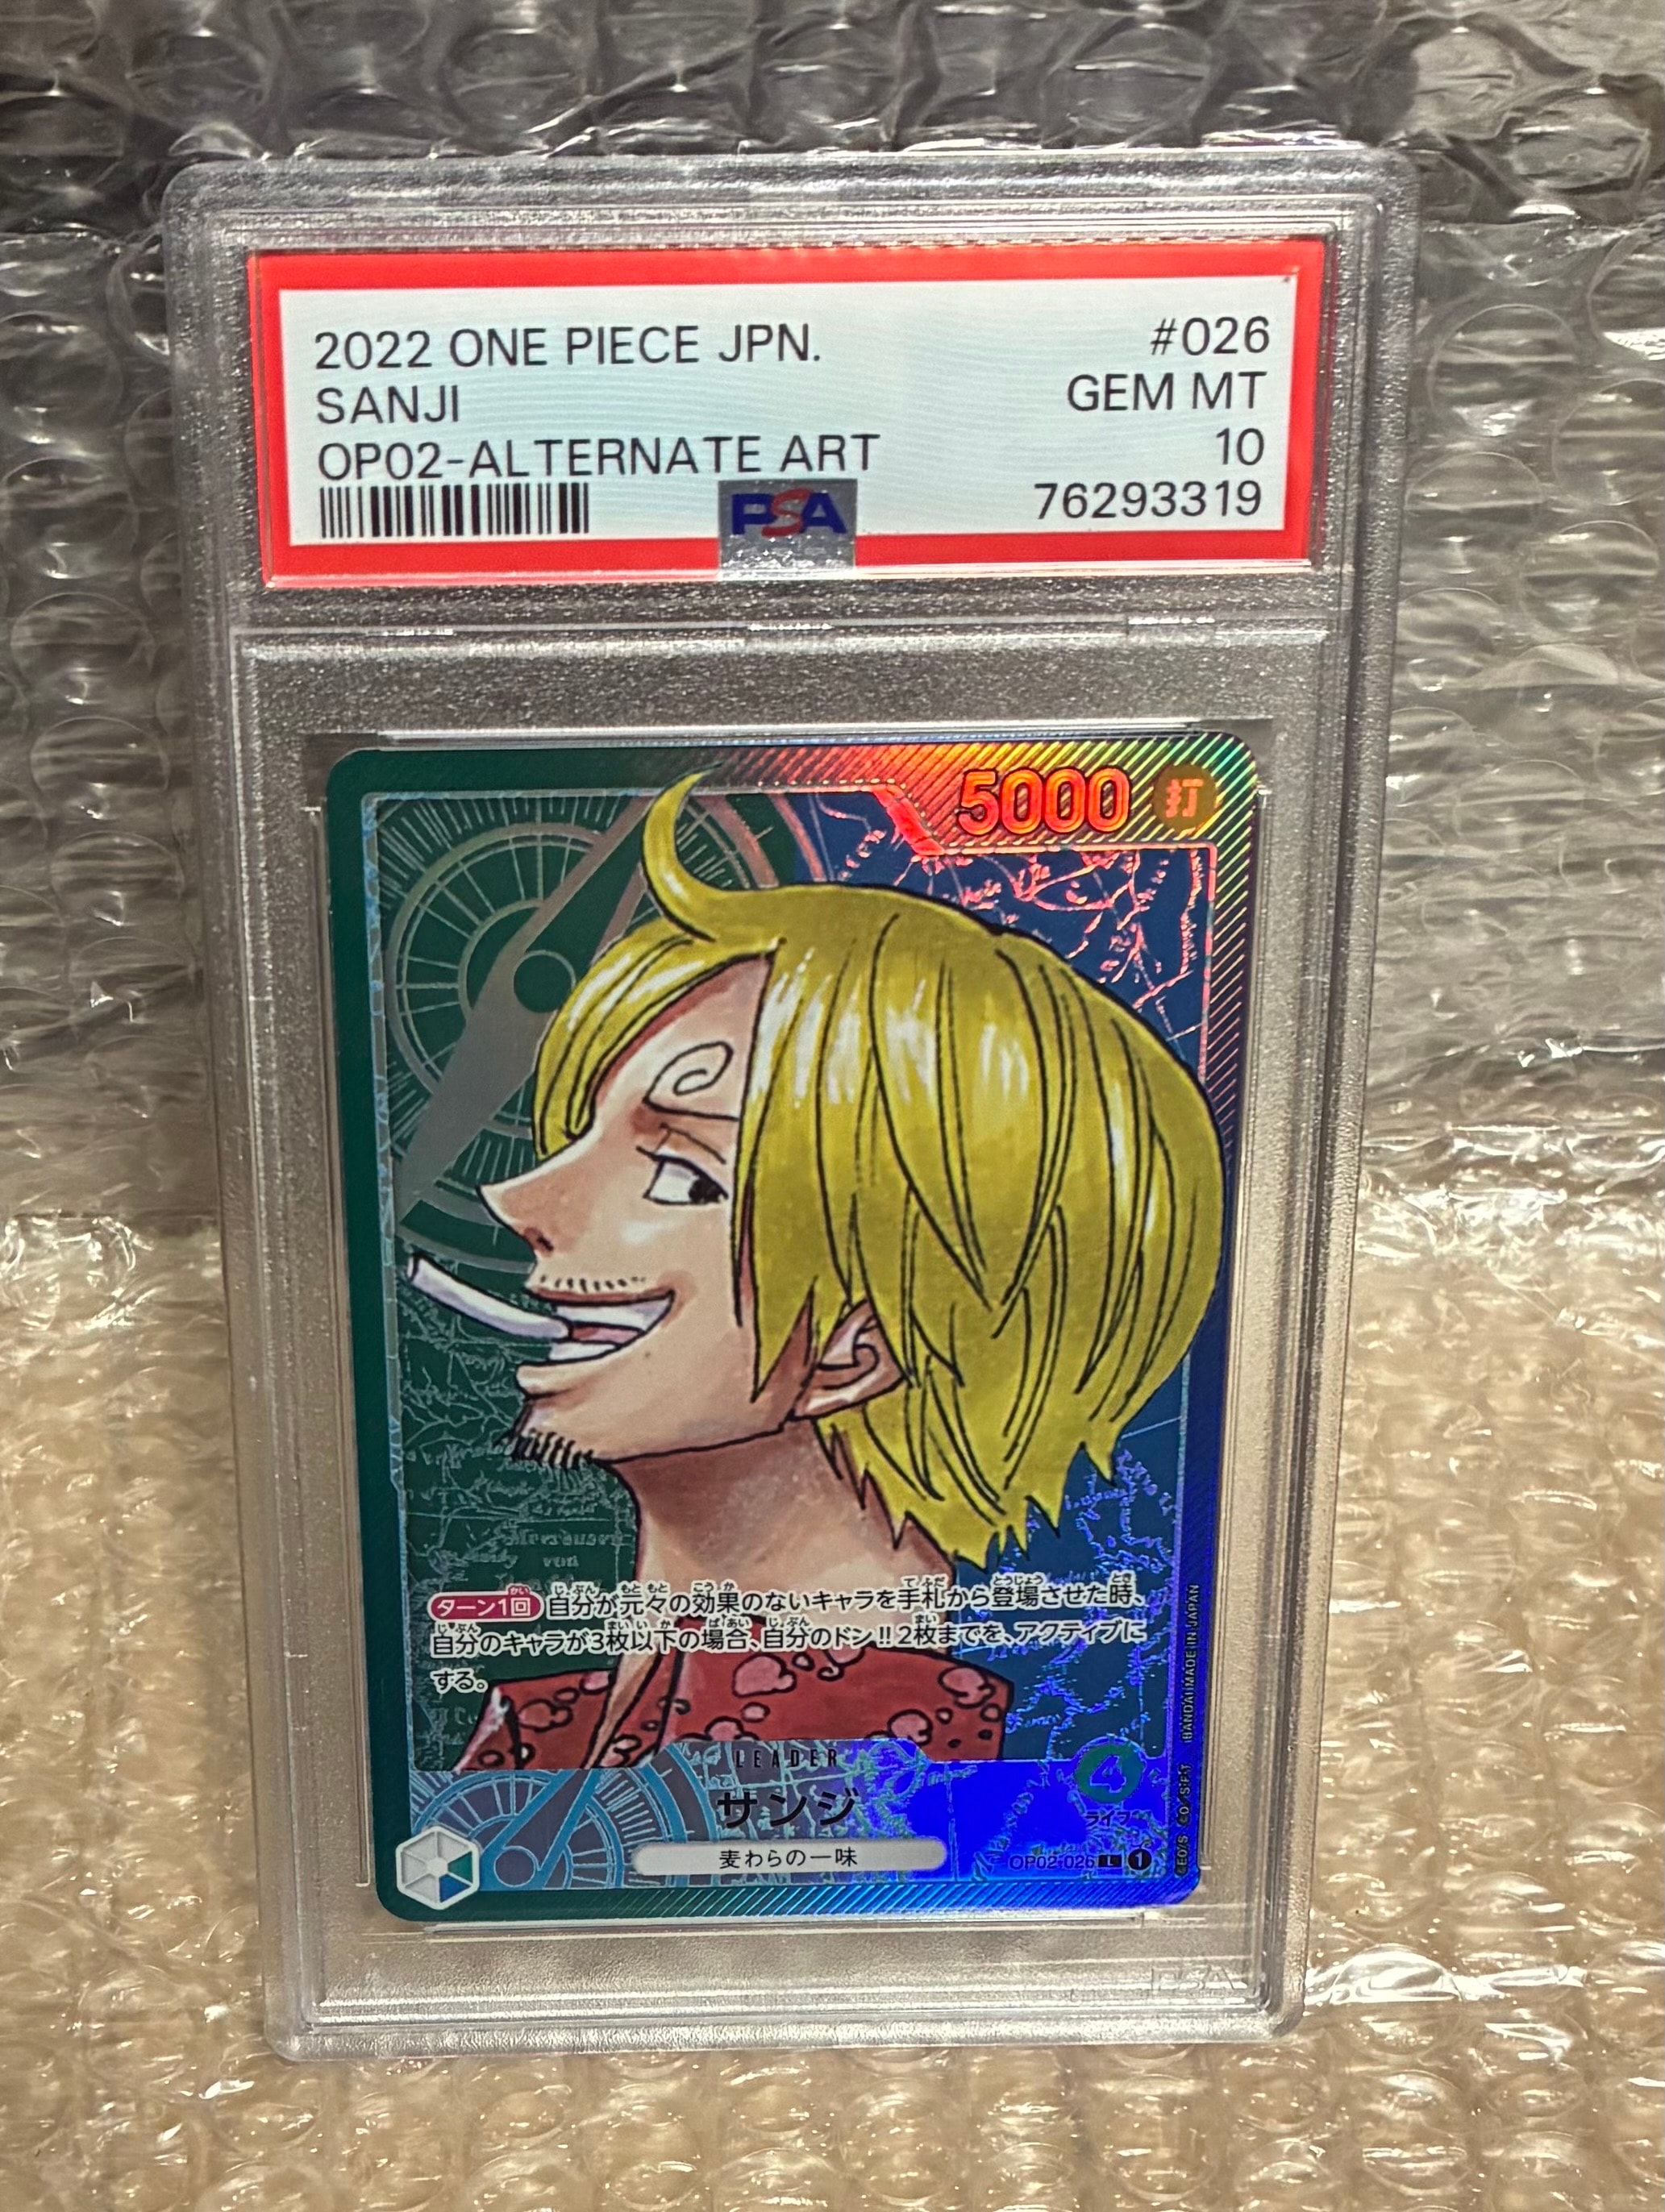 2022 ONE PIECE JPN. #026
SANJI GEM MT
OP02-ALTERNATE ART 10
PSA 76293319
5000 打
ターン1回 自分が元々の効果のないキャラを手札から登場させた時、
自分のキャラが3枚以下の場合、自分のドン!!2枚までを、アクティブに
する。
LEADER
サンジ
4
ライフ
麦わらの一味
OP02-026 L 1
BANDAI MADE IN JAPAN
PSA